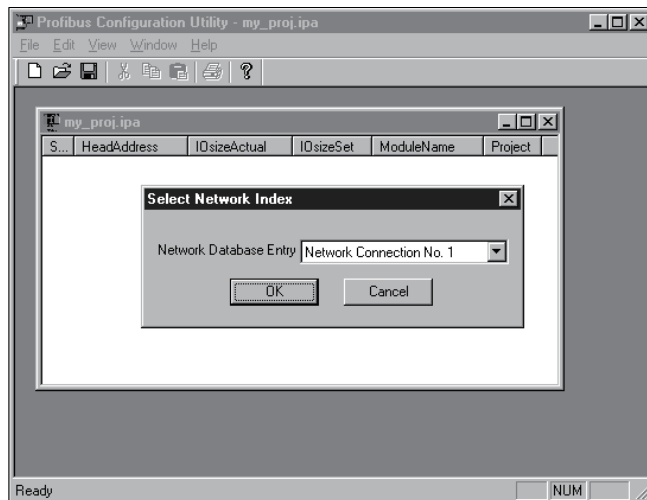 Profibus Configuration Utility - my_proj.ipa
File Edit View Window Help
my_proj.ipa
S... HeadAddress IOsizeActual IOsizeSet ModuleName Project
Select Network Index
Network Database Entry Network Connection No. 1
OK Cancel
Ready NUM